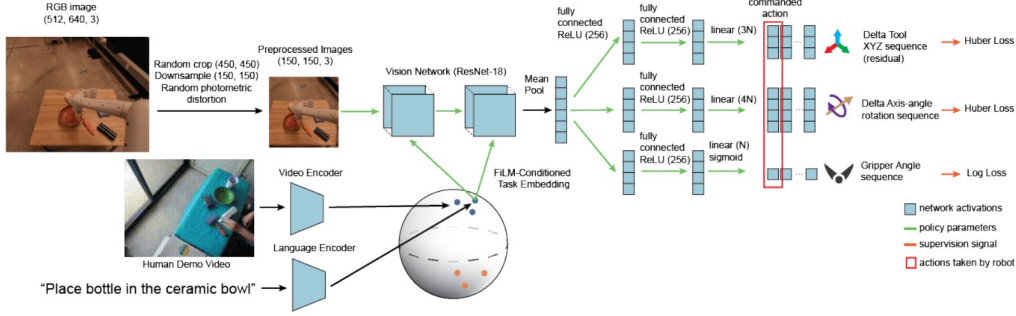 RGB image
(512, 640, 3)
Random crop (450, 450)
Downsample (150, 150)
Random photometric
distortion
Preprocessed Images
(150, 150, 3)
Vision Network (ResNet-18)
Mean
Pool
fully
connected
ReLU (256)
fully
connected
ReLU (256)
linear (3N)
commanded
action
Delta Tool
XYZ sequence
(residual)
Huber Loss
fully
connected
ReLU (256)
linear (4N)
Delta Axis-angle
rotation sequence
Huber Loss
fully
connected
ReLU (256)
linear (N)
sigmoid
Gripper Angle
sequence
Log Loss
FiLM-Conditioned
Task Embedding
Video Encoder
Human Demo Video
Language Encoder
“Place bottle in the ceramic bowl”
network activations
policy parameters
supervision signal
actions taken by robot